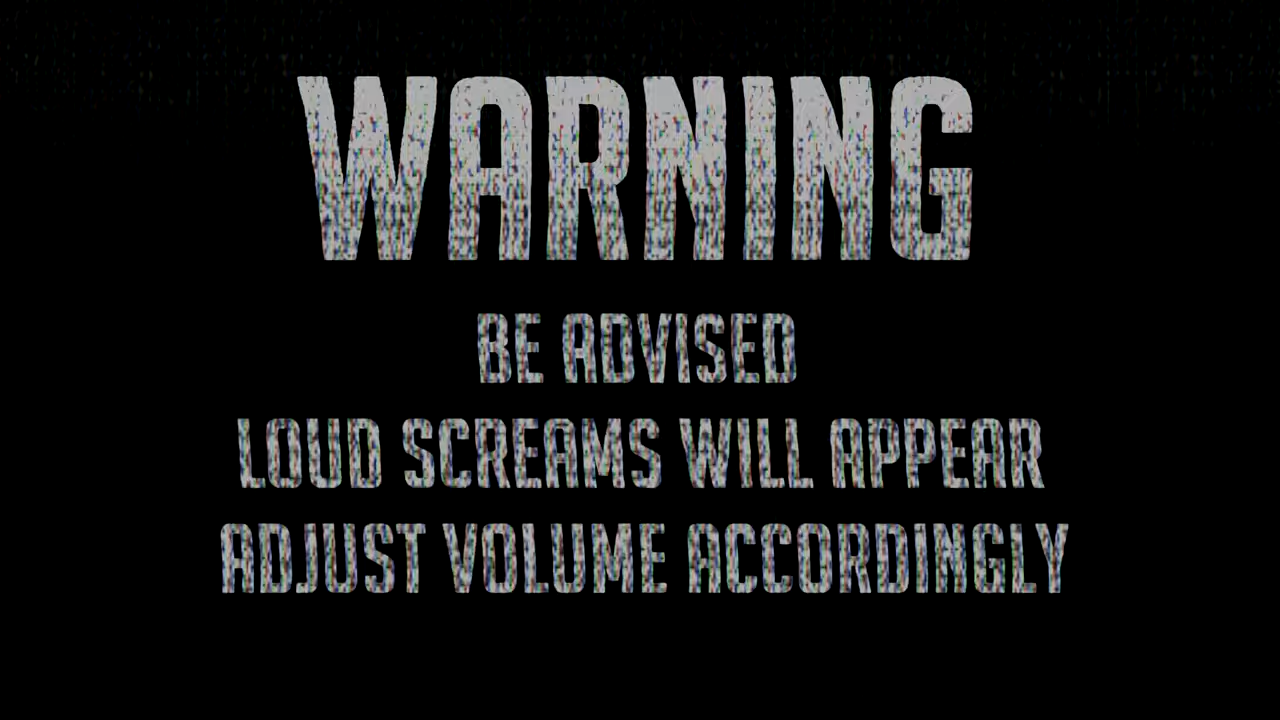 WARNING
BE ADVISED
LOUD SCREAMS WILL APPEAR
ADJUST VOLUME ACCORDINGLY